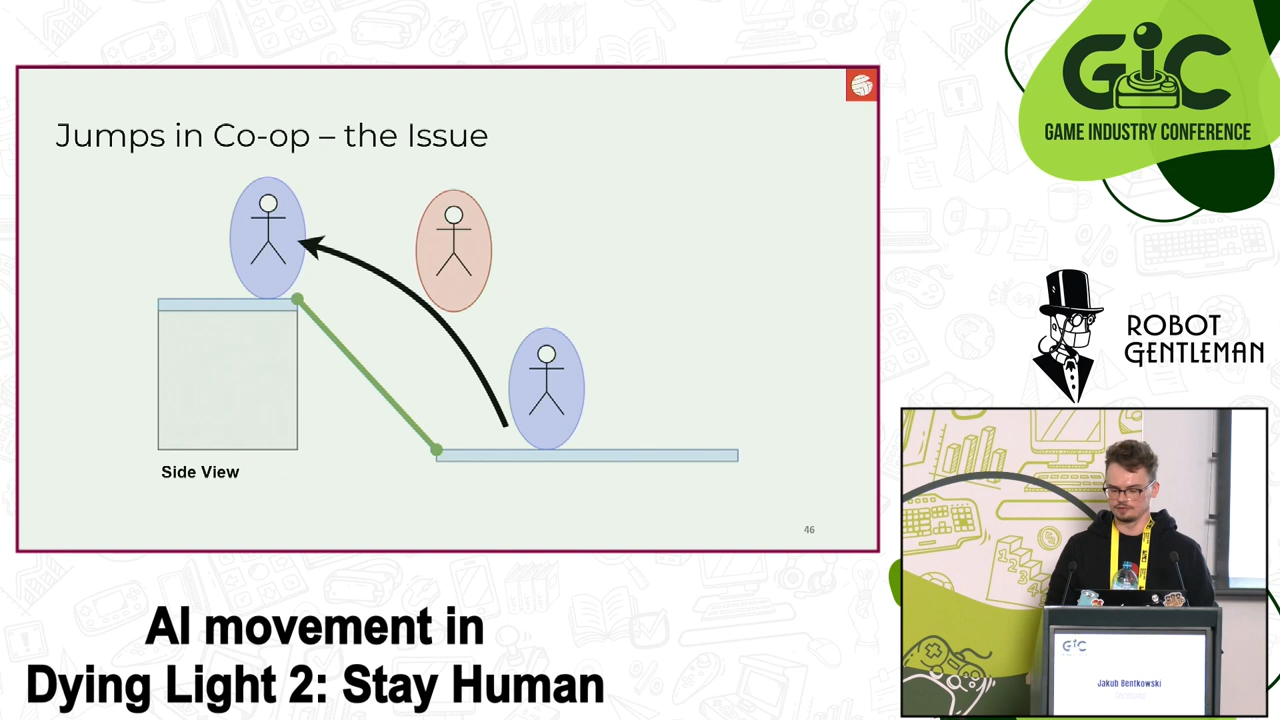 Jumps in Co-op – the Issue
Side View
46
GIC
GAME INDUSTRY CONFERENCE
ROBOT
GENTLEMAN
GIC
Jakub Bentkowski
AI movement in
Dying Light 2: Stay Human